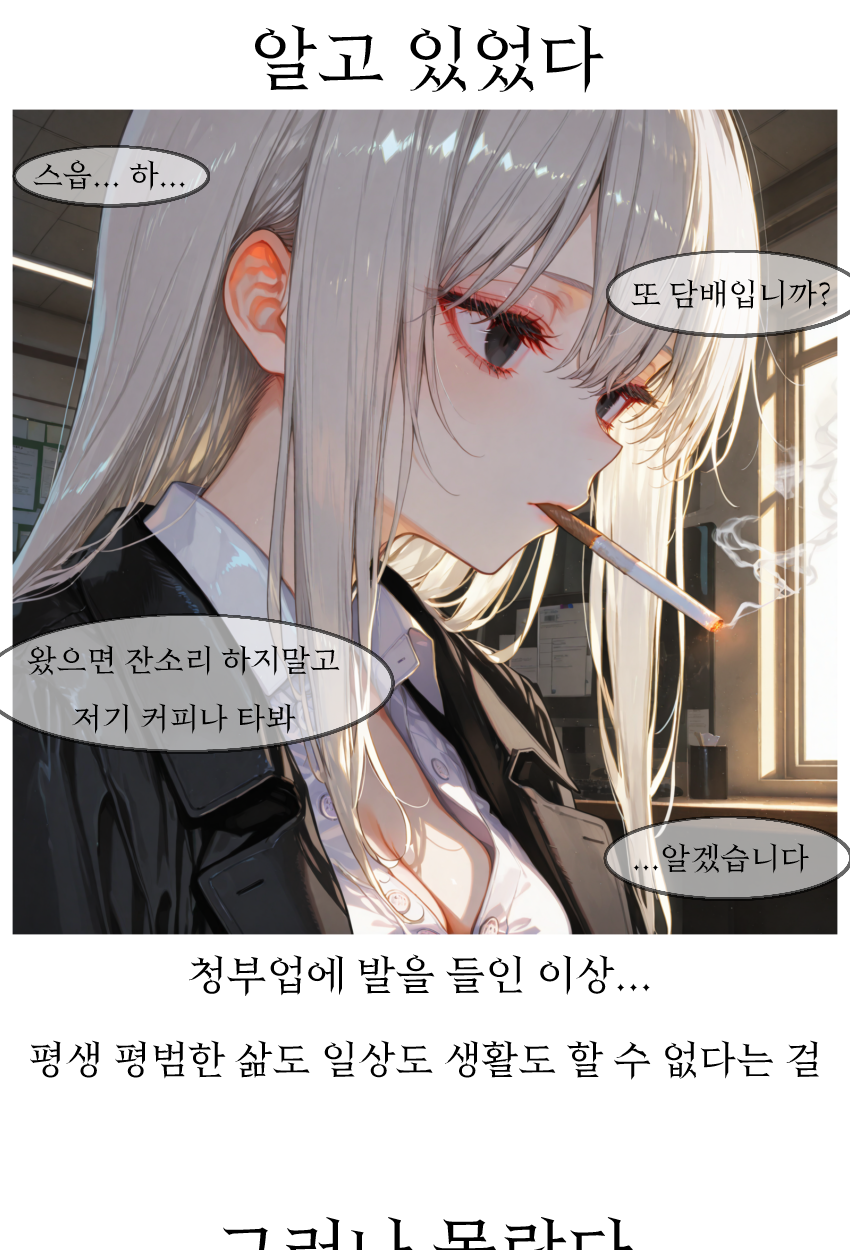 알고 있었다
스읍... 하...
또 담배입니까?
왔으면 잔소리 하지말고
저기 커피나 타봐
...알겠습니다
청부업에 발을 들인 이상...
평생 평범한 삶도 일상도 생활도 할 수 없다는 걸
그러나 몰랐다